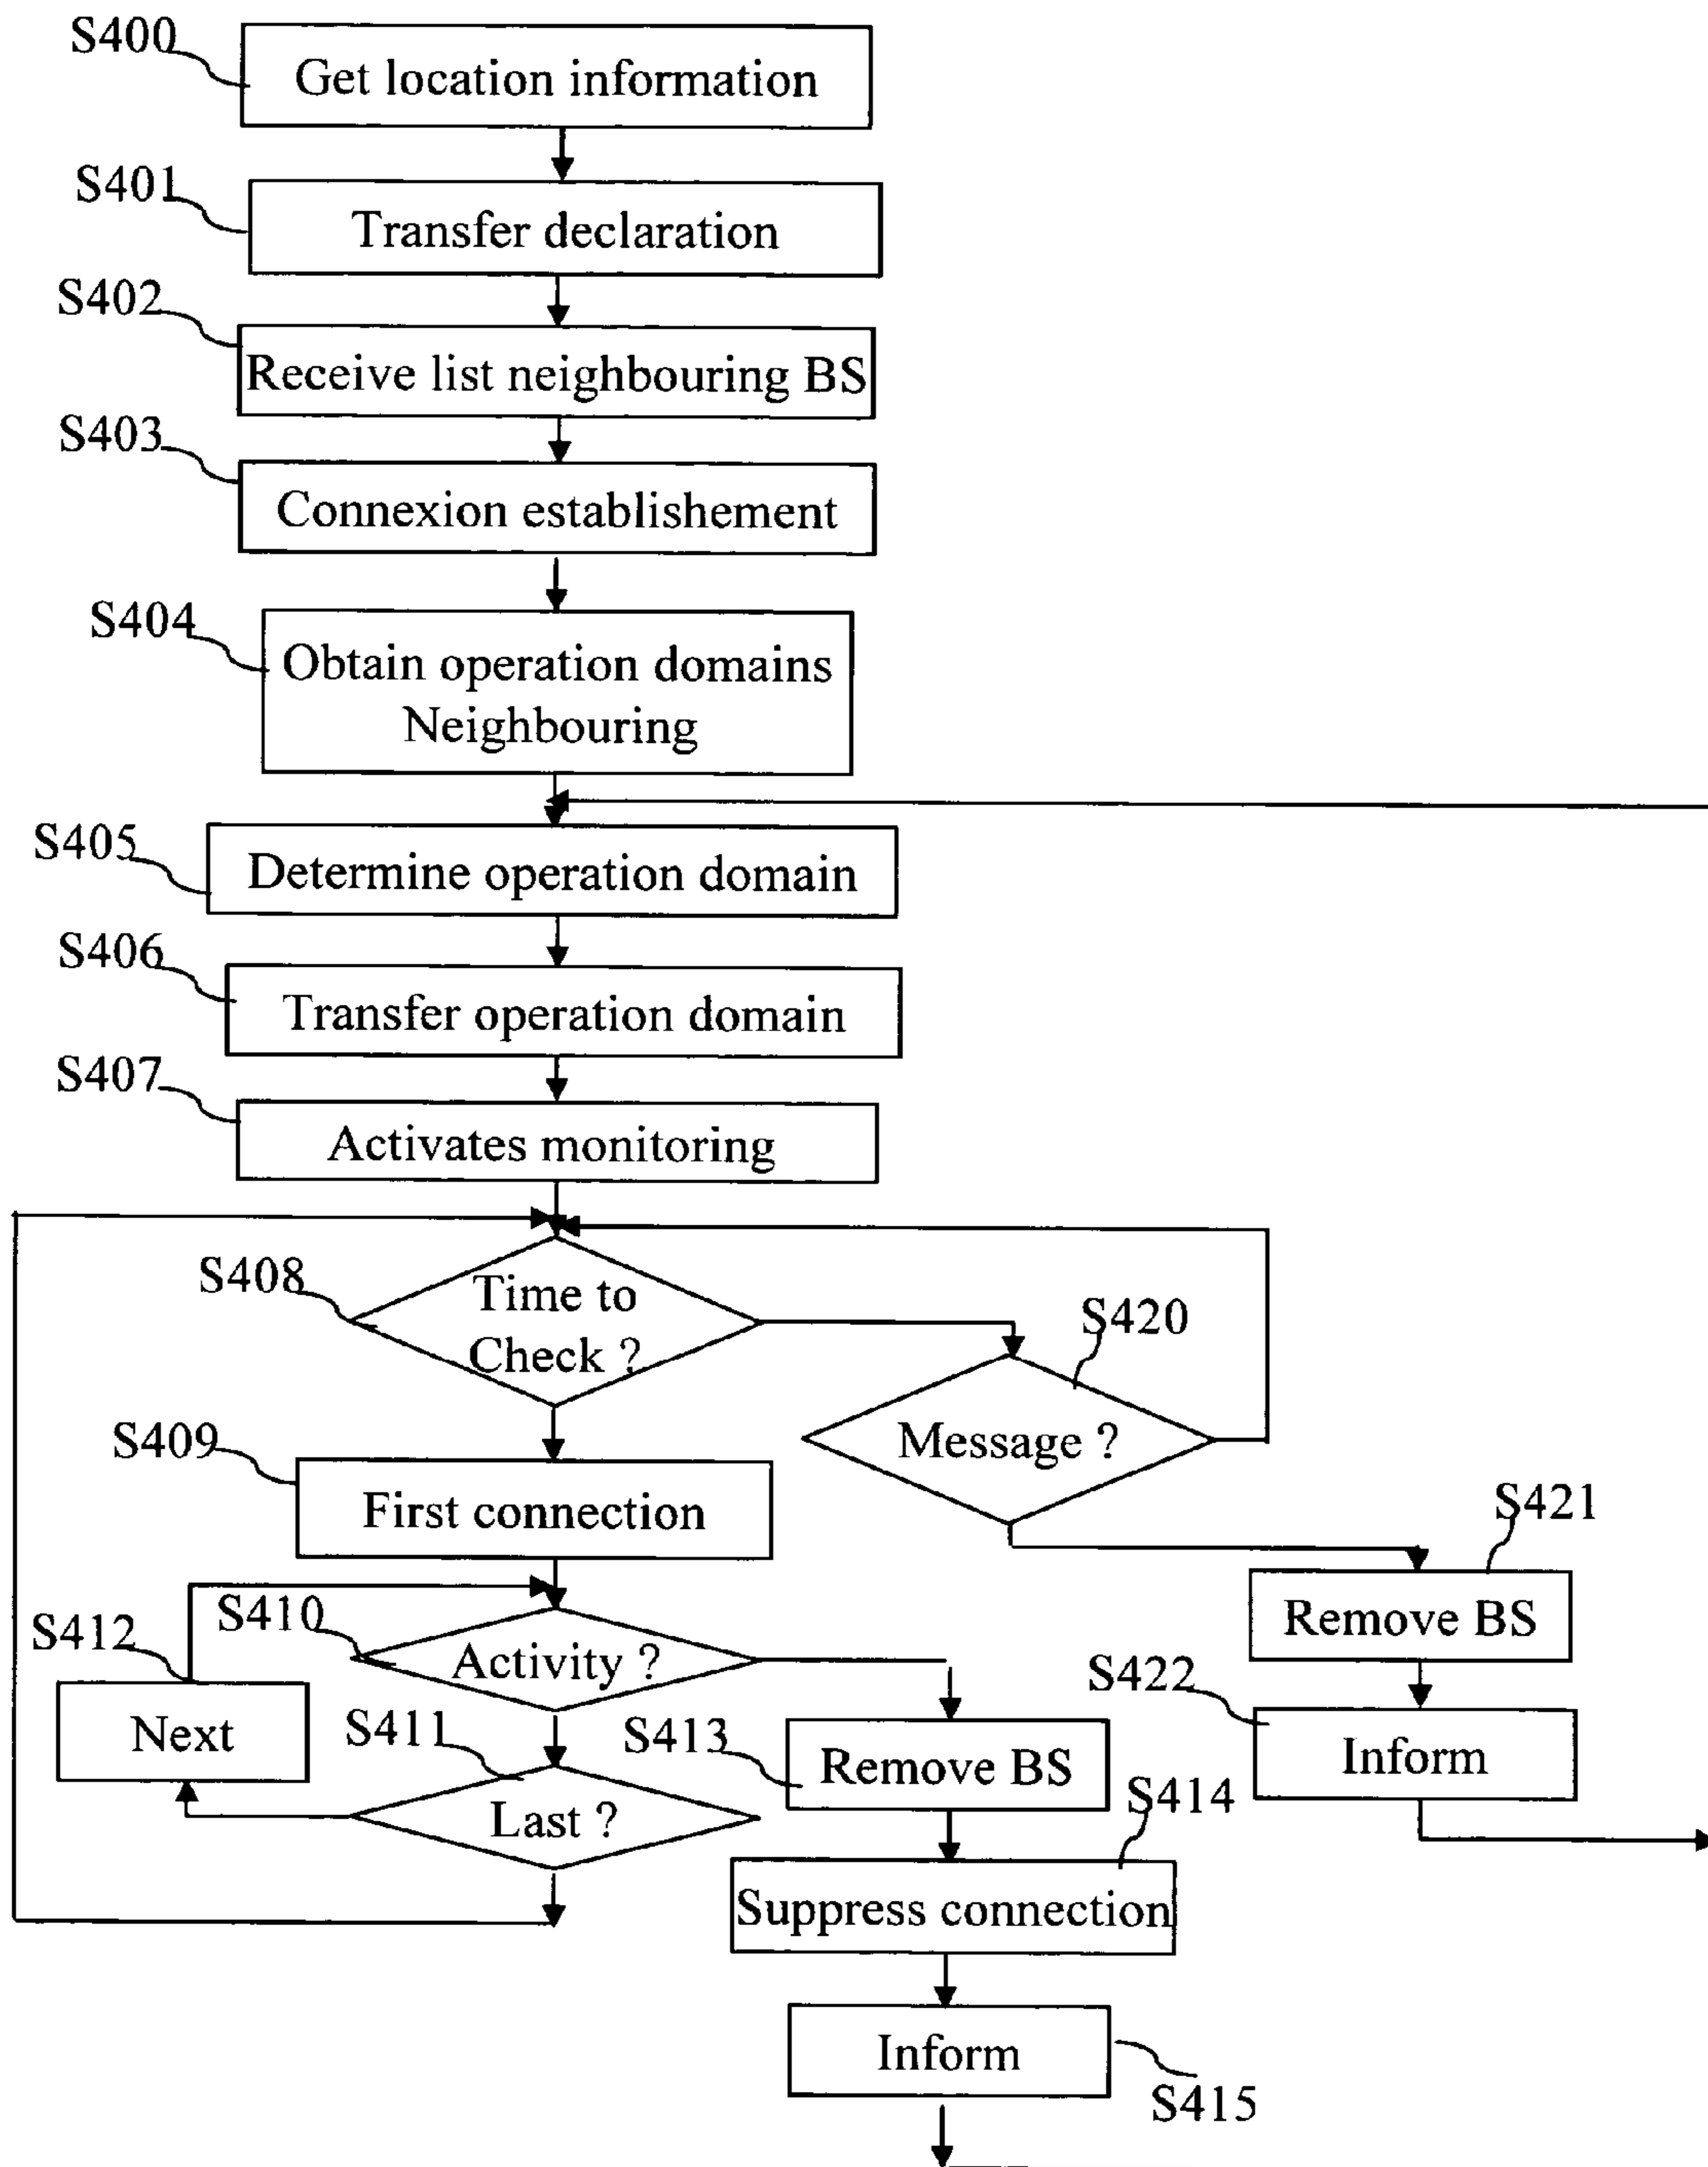 S400
Get location information
S401
Transfer declaration
S402
Receive list neighbouring BS
S403
Connexion establishement
S404
Obtain operation domains
Neighbouring
S405
Determine operation domain
S406
Transfer operation domain
S407
Activates monitoring
S408
Time to
Check ?
S420
Message ?
S409
First connection
S421
Remove BS
S410
Activity ?
S412
Next
S422
Inform
S411
Last ?
S413
Remove BS
S414
Suppress connection
Inform
S415